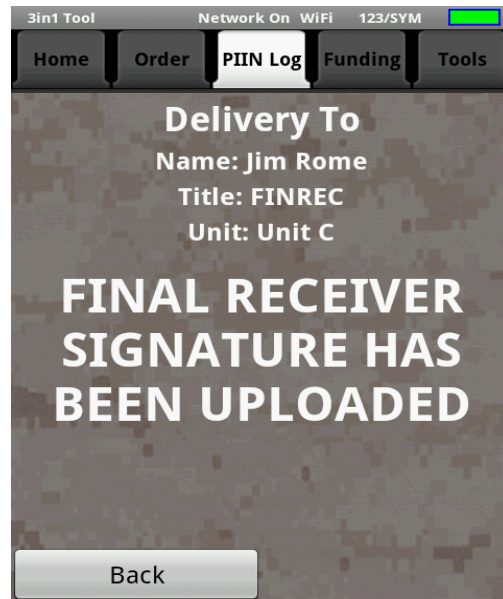 3in1 Tool Network On WiFi 123/SYM
Home Order PIIN Log Funding Tools
Delivery To
Name: Jim Rome
Title: FINREC
Unit: Unit C
FINAL RECEIVER
SIGNATURE HAS
BEEN UPLOADED
Back